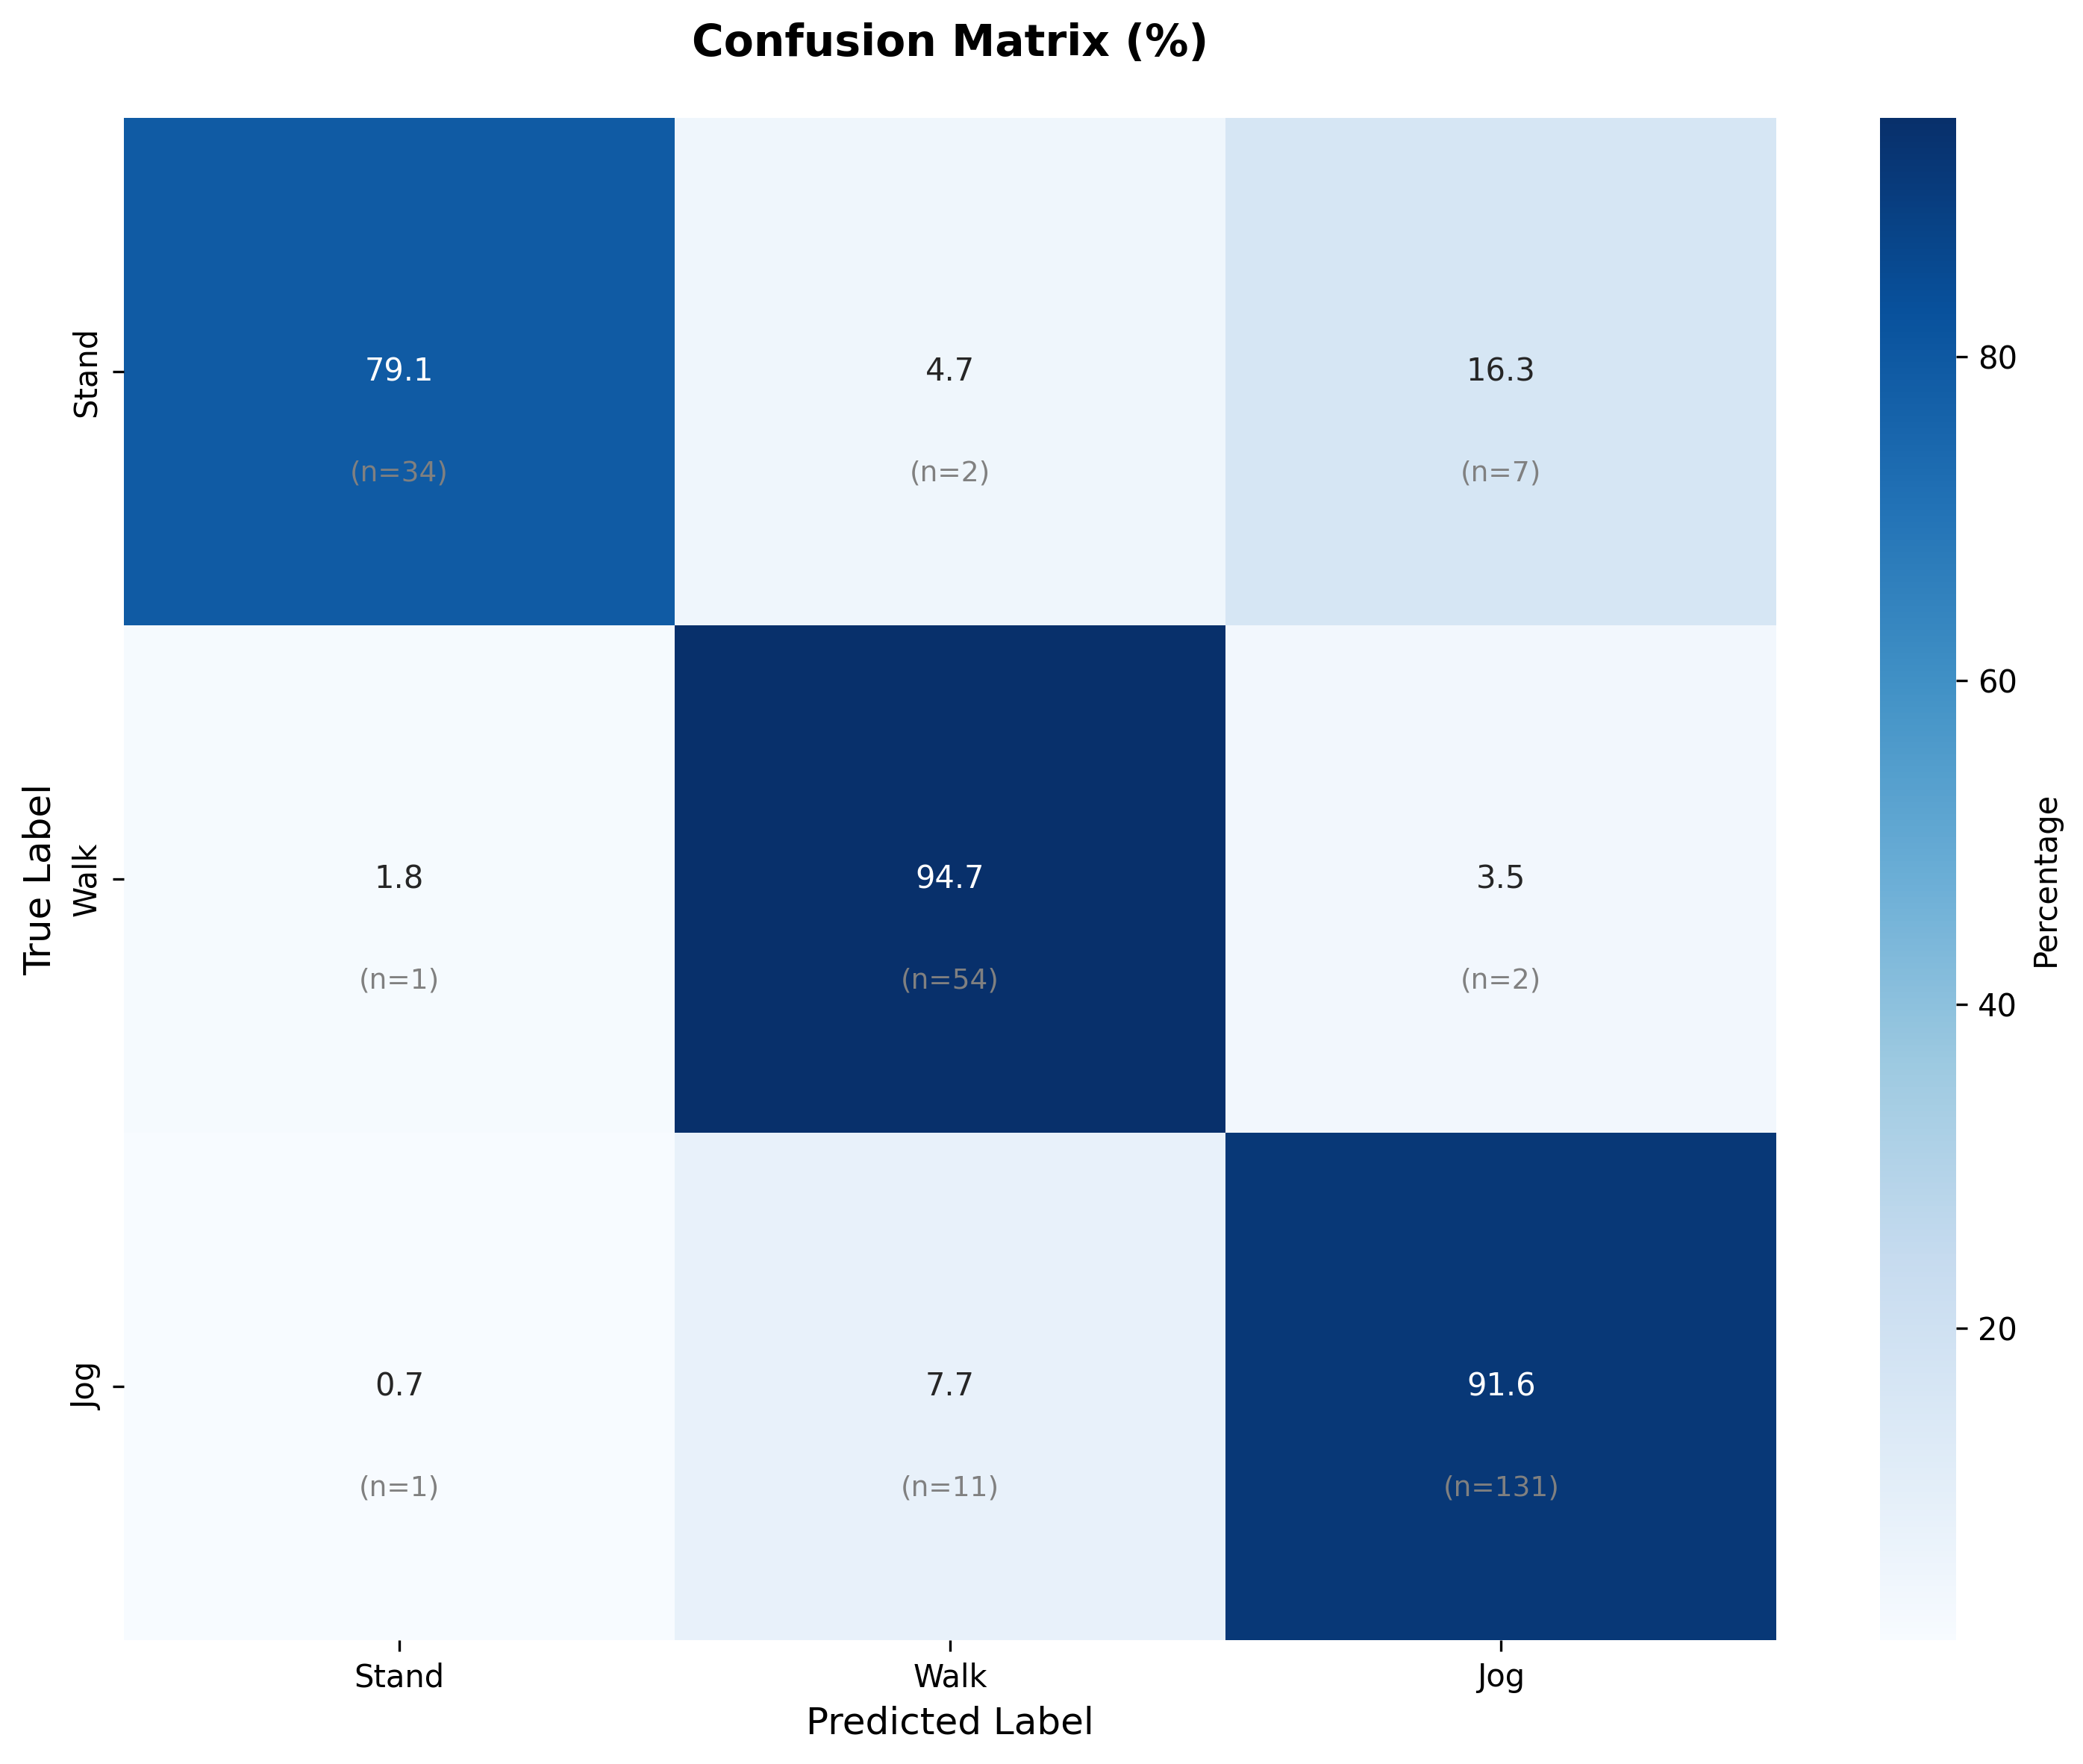 Confusion Matrix (%)
True Label
Stand
79.1
4.7
16.3
(n=34)
(n=2)
(n=7)
Walk
1.8
94.7
3.5
(n=1)
(n=54)
(n=2)
Jog
0.7
7.7
91.6
(n=1)
(n=11)
(n=131)
Stand
Walk
Jog
Predicted Label
80
60
40
20
Percentage